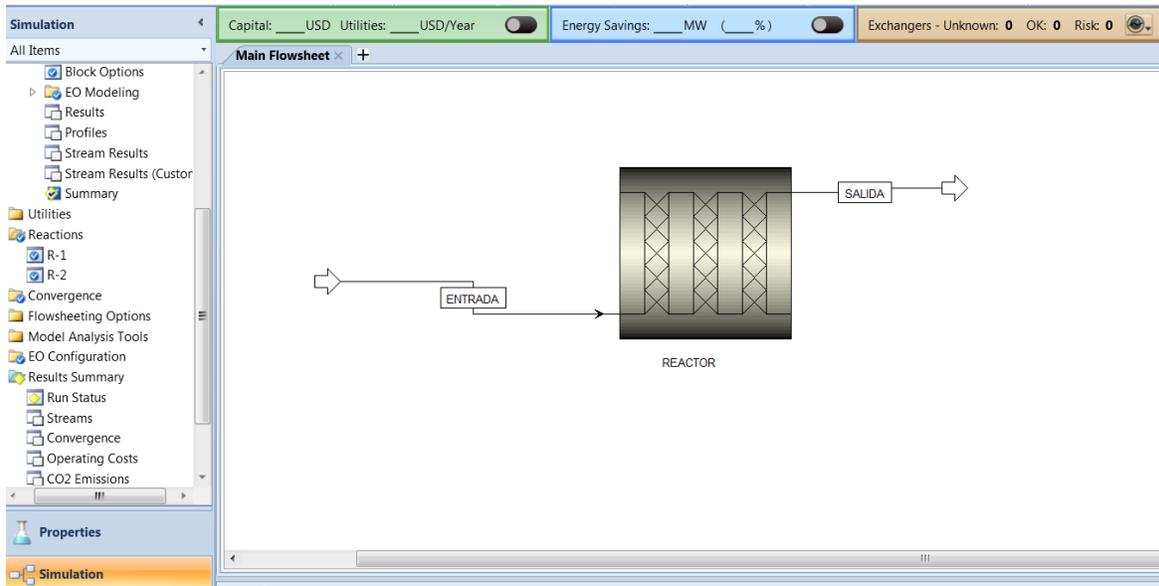 Simulation
Capital: ____USD Utilities: ____USD/Year
Energy Savings: ____MW (____%)
Exchangers - Unknown: 0 OK: 0 Risk: 0
All Items
Main Flowsheet
Block Options
EO Modeling
Results
Profiles
Stream Results
Stream Results (Custor
Summary
Utilities
Reactions
R-1
R-2
Convergence
Flowsheeting Options
Model Analysis Tools
EO Configuration
Results Summary
Run Status
Streams
Convergence
Operating Costs
CO2 Emissions
Properties
Simulation
SALIDA
ENTRADA
REACTOR